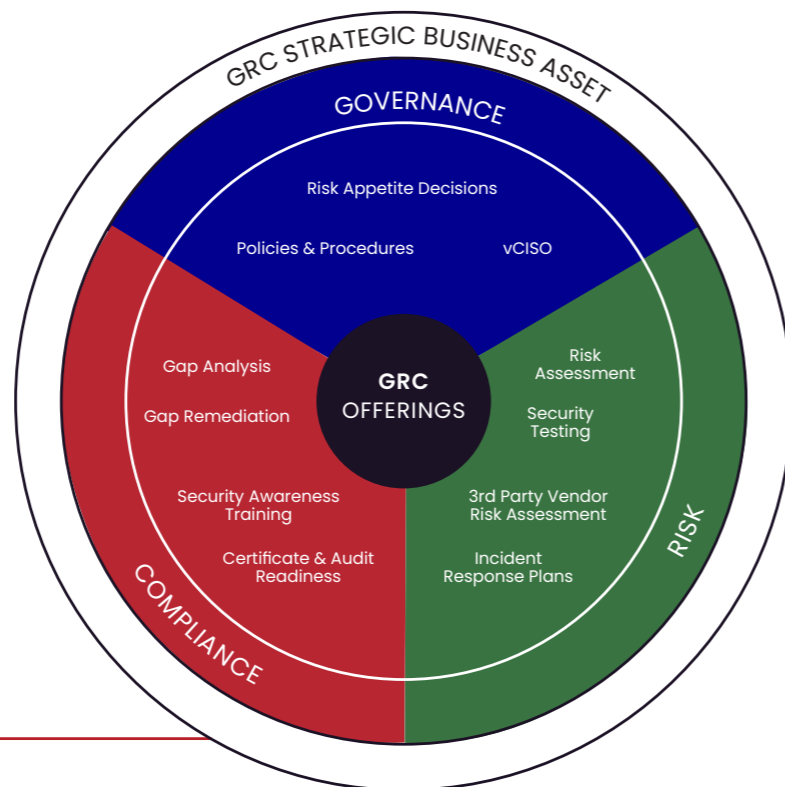 GRC STRATEGIC BUSINESS ASSET
GOVERNANCE
Risk Appetite Decisions
Policies & Procedures
vCISO
Gap Analysis
Gap Remediation
Security Awareness
Training
Certificate & Audit
Readiness
COMPLIANCE
GRC
OFFERINGS
Risk
Assessment
Security
Testing
3rd Party Vendor
Risk Assessment
Incident
Response Plans
RISK